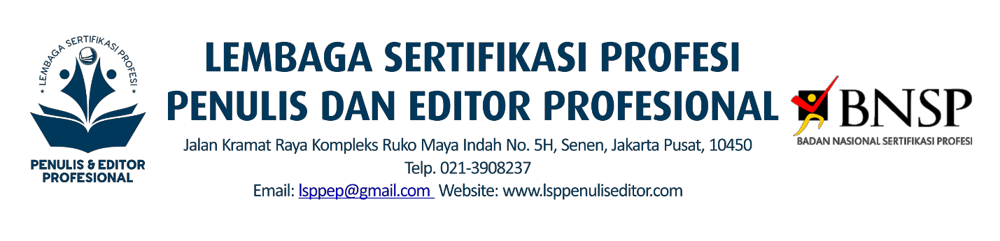 LEMBAGA SERTIFIKASI PROFESI
PENULIS & EDITOR
PROFESIONAL
LEMBAGA SERTIFIKASI PROFESI
PENULIS DAN EDITOR PROFESIONAL
Jalan Kramat Raya Kompleks Ruko Maya Indah No. 5H, Senen, Jakarta Pusat, 10450
Telp. 021-3908237
Email: lsppep@gmail.com Website: www.lsppenuliseditor.com
BNSP
BADAN NASIONAL SERTIFIKASI PROFESI